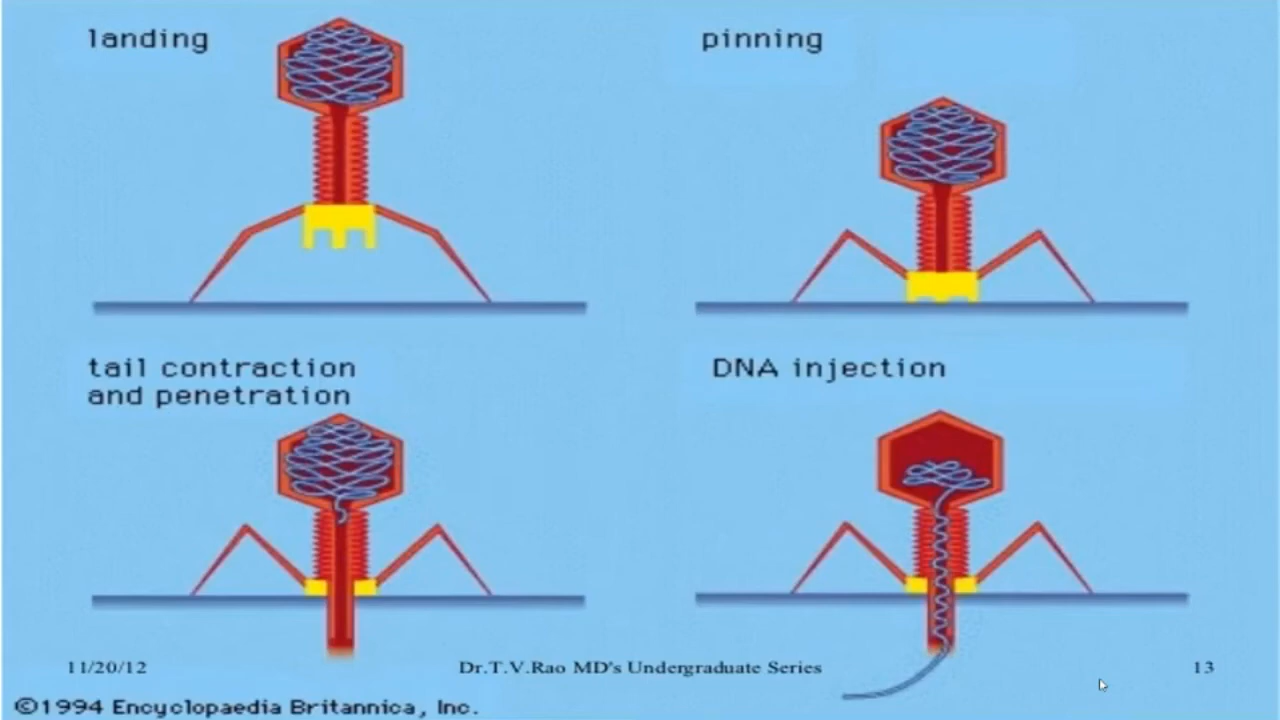 landing
pinning
tail contraction
and penetration
DNA injection
11/20/12
Dr.T.V.Rao MD's Undergraduate Series
13
©1994 Encyclopaedia Britannica, Inc.